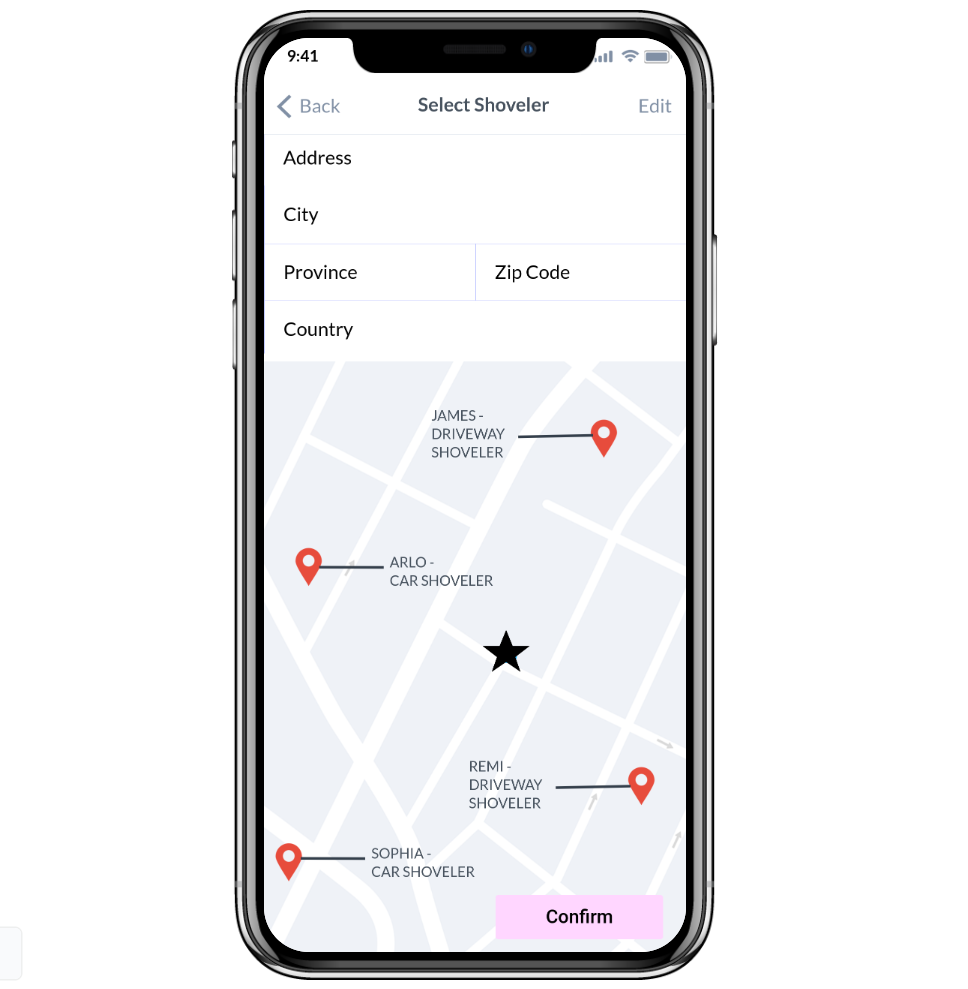 9:41
Back
Select Shoveler
Edit
Address
City
Province
Zip Code
Country
JAMES -
DRIVEWAY
SHOVELER
ARLO -
CAR SHOVELER
REMI -
DRIVEWAY
SHOVELER
SOPHIA -
CAR SHOVELER
Confirm